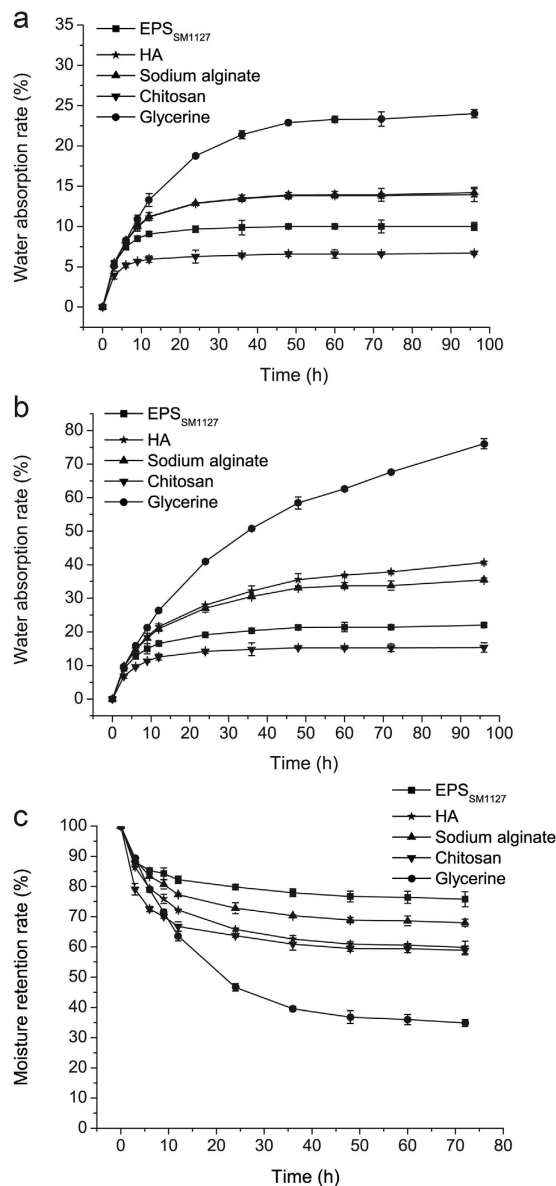 a
35
30
25
20
15
10
5
0
Water absorption rate (%)
EPSSM1127
HA
Sodium alginate
Chitosan
Glycerine
0 10 20 30 40 50 60 70 80 90 100
Time (h)
b
80
70
60
50
40
30
20
10
0
Water absorption rate (%)
EPSSM1127
HA
Sodium alginate
Chitosan
Glycerine
0 10 20 30 40 50 60 70 80 90 100
Time (h)
c
100
90
80
70
60
50
40
30
20
10
0
Moisture retention rate (%)
EPSSM1127
HA
Sodium alginate
Chitosan
Glycerine
0 10 20 30 40 50 60 70 80
Time (h)